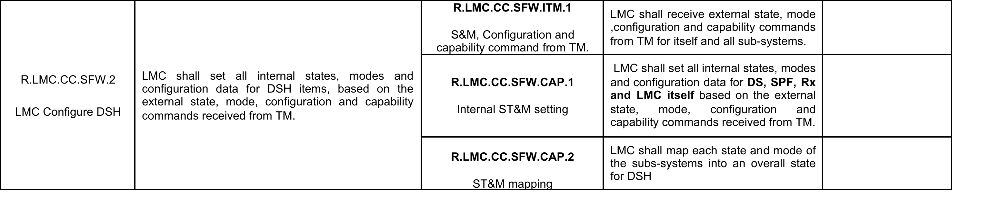 R.LMC.CC.SFW.2
LMC Configure DSH
LMC shall set all internal states, modes and
configuration data for DSH items, based on the
external state, mode, configuration and capability
commands received from TM.
R.LMC.CC.SFW.ITM.1
S&M, Configuration and
capability command from TM.
LMC shall receive external state, mode
,configuration and capability commands
from TM for itself and all sub-systems.
R.LMC.CC.SFW.CAP.1
Internal ST&M setting
LMC shall set all internal states, modes
and configuration data for DS, SPF, Rx
and LMC itself based on the external
state, mode, configuration and
capability commands received from TM.
R.LMC.CC.SFW.CAP.2
ST&M mapping
LMC shall map each state and mode of
the subs-systems into an overall state
for DSH